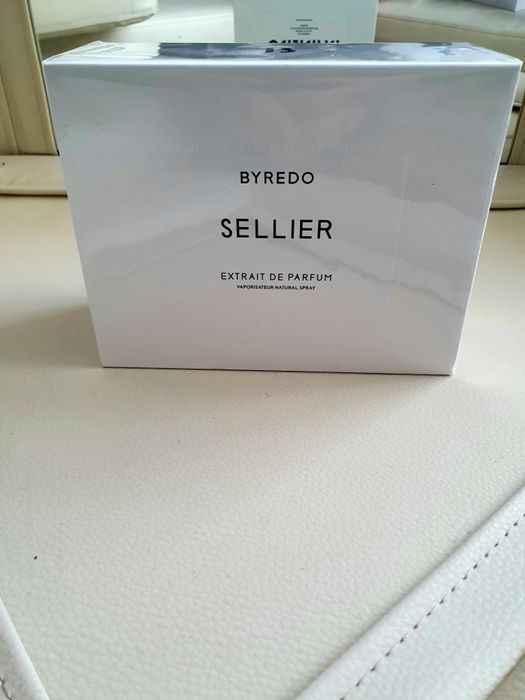 BYREDO
SELLIER
EXTRAIT DE PARFUM
VAPORISATEUR NATURAL SPRAY